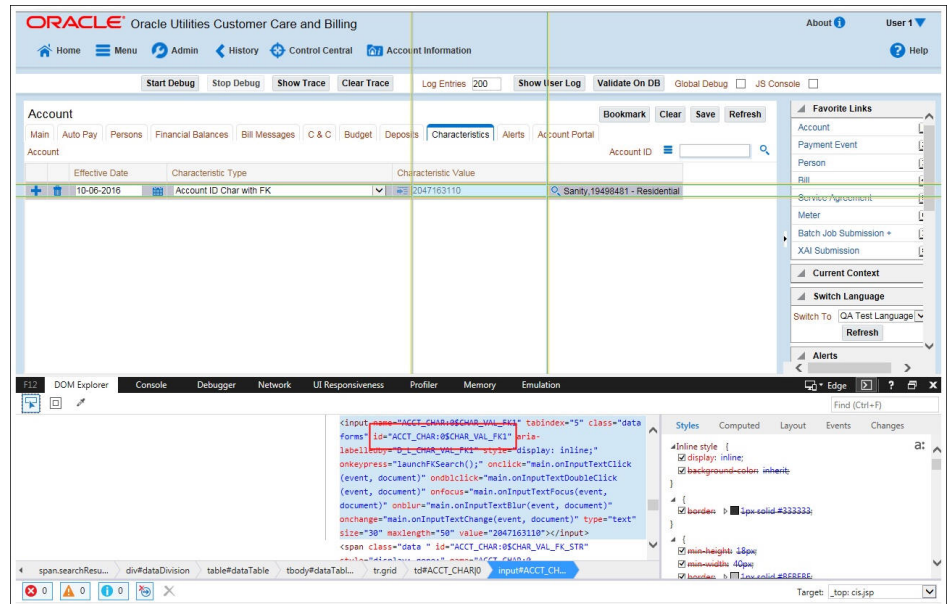 ORACLE® Oracle Utilities Customer Care and Billing About User 1
Home Menu Admin History Control Central Account Information Help
Start Debug Stop Debug Show Trace Clear Trace Log Entries 200 Show User Log Validate On DB Global Debug JS Console
Account Bookmark Clear Save Refresh
Main Auto Pay Persons Financial Balances Bill Messages C & C Budget Deposits Characteristics Alerts Account Portal
Account Account ID
Effective Date Characteristic Type Characteristic Value
10-06-2016 Account ID Char with FK 2047163110 Sanity,19498481 - Residential
Favorite Links
Account
Payment Event
Person
Bill
Service Agreement
Meter
Batch Job Submission +
XAI Submission
Current Context
Switch Language
Switch To QA Test Language
Refresh
Alerts
F12 DOM Explorer Console Debugger Network UI Responsiveness Profiler Memory Emulation Edge ?
Find (Ctrl+F)
<input name="ACCT_CHAR:0$CHAR_VAL_FK1" tabindex="5" class="data
forms" id="ACCT_CHAR:0$CHAR_VAL_FK1" aria-
labelledby="D_L_CHAR_VAL_FK1" style="display: inline;"
onkeypress="launchFKSearch();" onclick="main.onInputTextClick
(event, document)" ondblclick="main.onInputTextDoubleClick
(event, document)" onfocus="main.onInputTextFocus(event,
document)" onblur="main.onInputTextBlur(event, document)"
onchange="main.onInputTextChange(event, document)" type="text"
size="30" maxlength="50" value="2047163110"></input>
<span class="data " id="ACCT_CHAR:0$CHAR_VAL_FK_STR"
Styles Computed Layout Events Changes
Inline style {
display: inline;
background-color: inherit;
}
{
border: 1px solid #333333;
}
{
min-height: 18px;
min-width: 40px;
border: 1px solid #BEBEBE;
span.searchResu... div#dataDivision table#dataTable tbody#dataTabl... tr.grid td#ACCT_CHAR|0 input#ACCT_CH...
0 0 0 Target: _top: cis.jsp